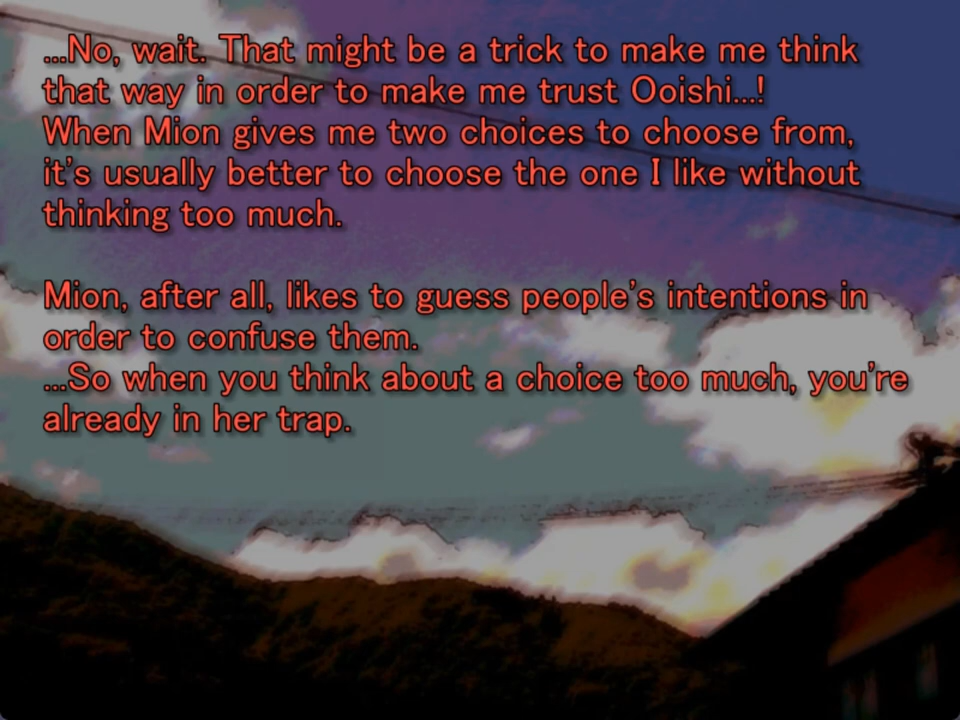 ...No, wait. That might be a trick to make me think
that way in order to make me trust Ooishi...!
When Mion gives me two choices to choose from,
it's usually better to choose the one I like without
thinking too much.
Mion, after all, likes to guess people's intentions in
order to confuse them.
...So when you think about a choice too much, you're
already in her trap.